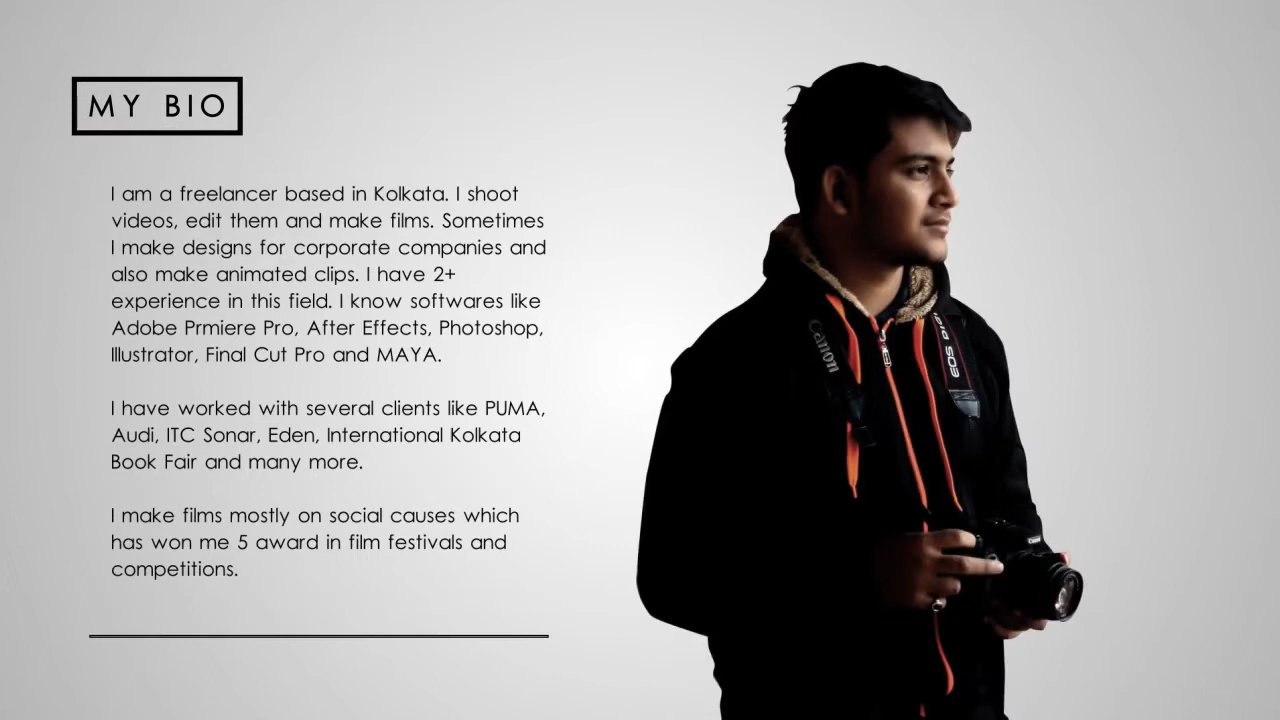 MY BIO
I am a freelancer based in Kolkata. I shoot
videos, edit them and make films. Sometimes
I make designs for corporate companies and
also make animated clips. I have 2+
experience in this field. I know softwares like
Adobe Prmiere Pro, After Effects, Photoshop,
Illustrator, Final Cut Pro and MAYA.
I have worked with several clients like PUMA,
Audi, ITC Sonar, Eden, International Kolkata
Book Fair and many more.
I make films mostly on social causes which
has won me 5 award in film festivals and
competitions.
Canon
EOS DIGI
Canon